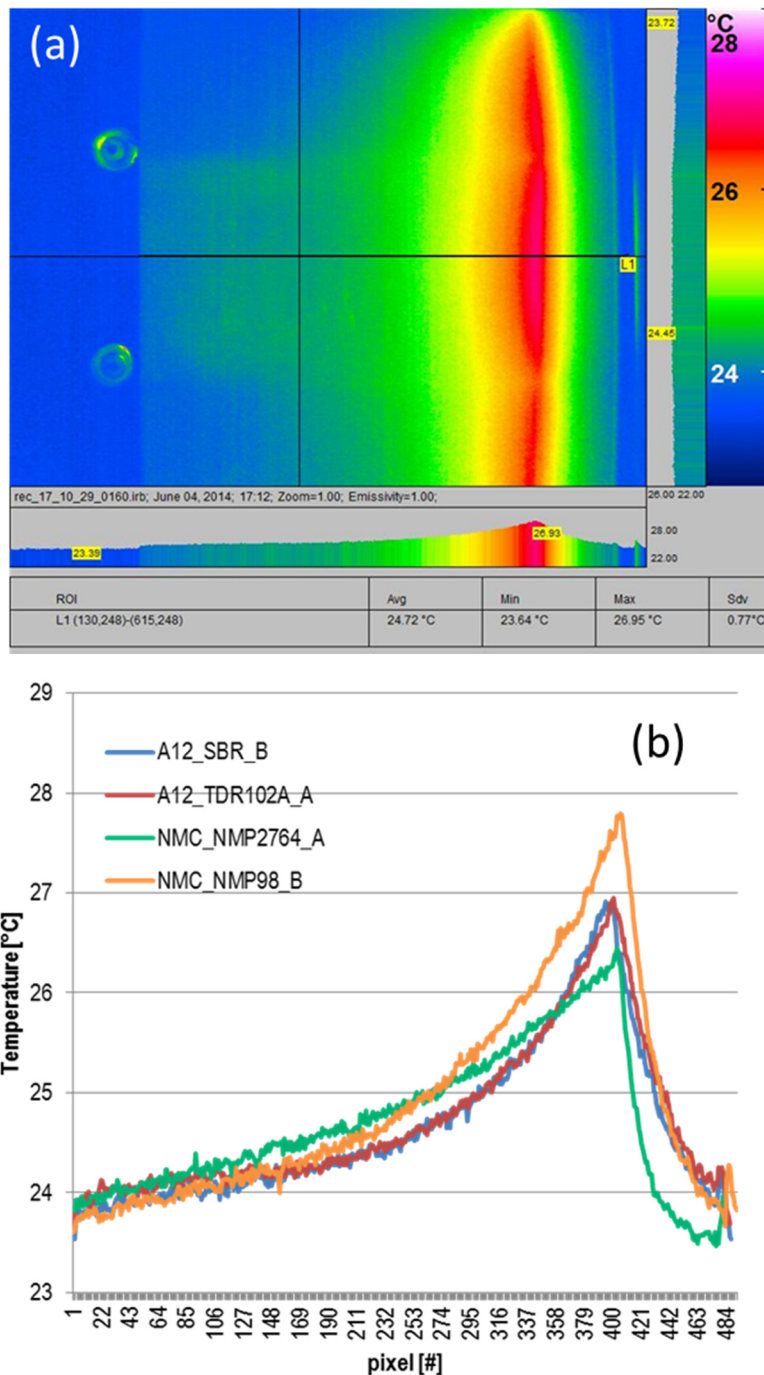 (a)
23.72
°C
28
26
L1
24.46
24
rec_17_10_29_0160.irb; June 04, 2014; 17:12; Zoom=1.00; Emissivity=1.00;
26.00 22.00
23.39
26.93
28.00
22.00
ROI Avg Min Max Sdv
L1 (130,248)-(615,248) 24.72 °C 23.64 °C 26.95 °C 0.77°C
(b)
29
28
27
26
25
24
23
A12_SBR_B
A12_TDR102A_A
NMC_NMP2764_A
NMC_NMP98_B
Temperature [°C]
1 22 43 64 85 106 127 148 169 190 211 232 253 274 295 316 337 358 379 400 421 442 463 484
pixel [#]